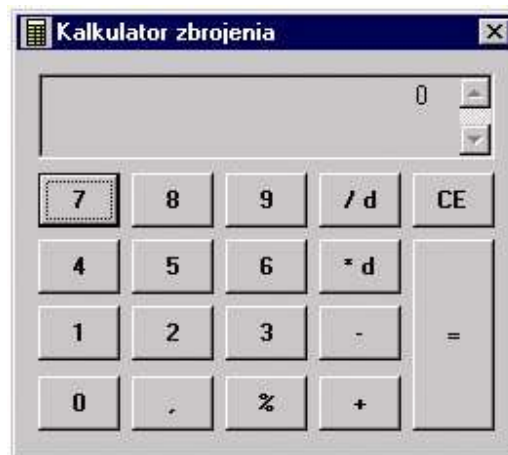 Kalkulator zbrojenia
0
7 8 9 / d CE
4 5 6 * d
1 2 3 - =
0 , % +